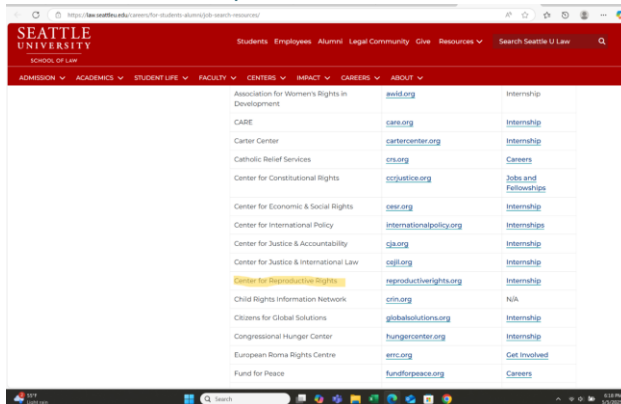 https://law.seattleu.edu/careers/for-students-alumni/job-search-resources/
SEATTLE
UNIVERSITY
SCHOOL OF LAW
Students Employees Alumni Legal Community Give Resources
Search Seattle U Law
ADMISSION ACADEMICS STUDENT LIFE FACULTY CENTERS IMPACT CAREERS ABOUT
Association for Women's Rights in Development awid.org Internship
CARE care.org Internship
Carter Center cartercenter.org Internship
Catholic Relief Services crs.org Careers
Center for Constitutional Rights ccrjustice.org Jobs and Fellowships
Center for Economic & Social Rights cesr.org Internship
Center for International Policy internationalpolicy.org Internships
Center for Justice & Accountability cja.org Internship
Center for Justice & International Law cejil.org Internship
Center for Reproductive Rights reproductiverights.org Internship
Child Rights Information Network crin.org N/A
Citizens for Global Solutions globalsolutions.org Internship
Congressional Hunger Center hungercenter.org Internship
European Roma Rights Centre errc.org Get Involved
Fund for Peace fundforpeace.org Careers
Search